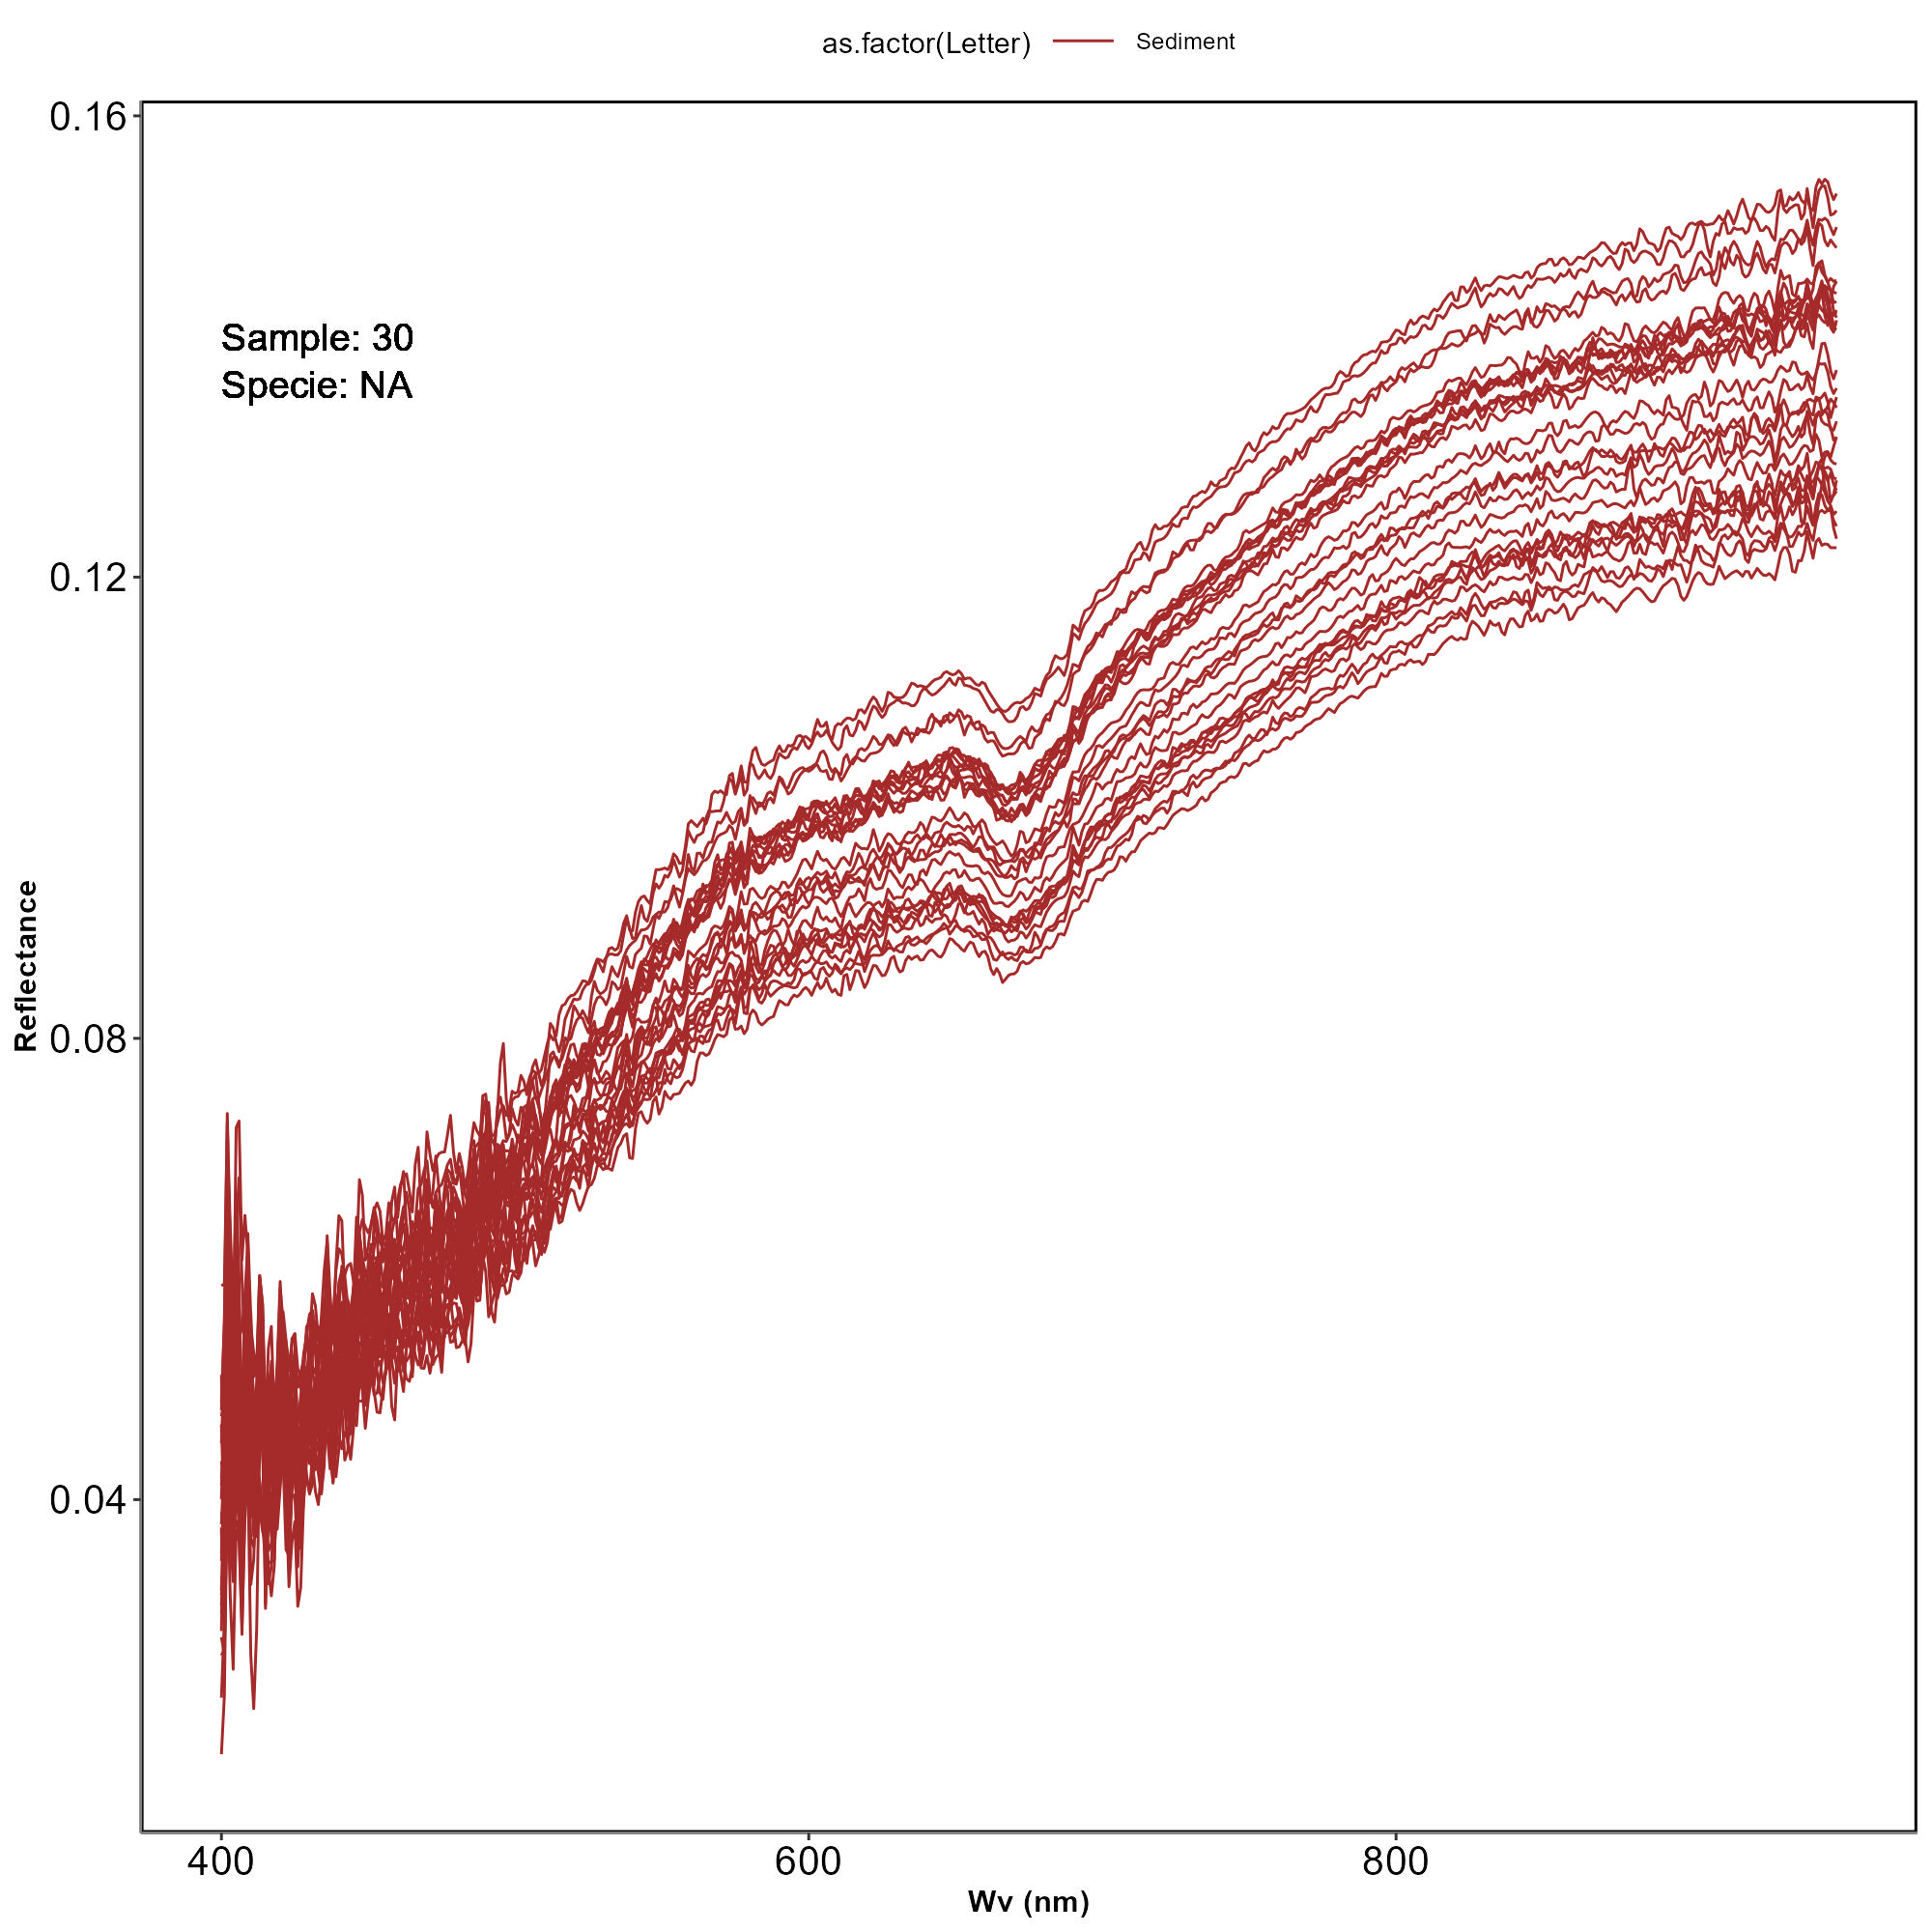 as.factor(Letter) Sediment
0.16
Sample: 30
Specie: NA
0.12
Reflectance
0.08
0.04
400 600 800
Wv (nm)